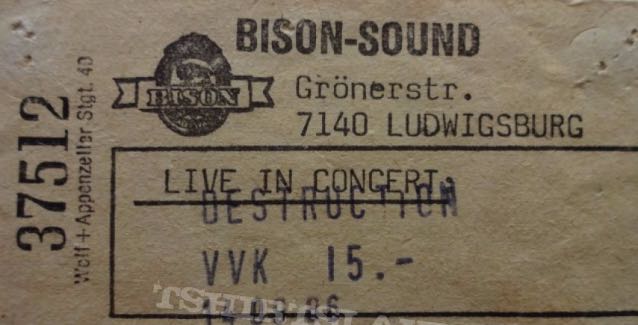 BISON-SOUND
BISON
Grönerstr.
7140 LUDWIGSBURG
37512
Wolf + Appenzeller Stgt. 40
LIVE IN CONCERT.
DESTRUCTION
VVK 15.-